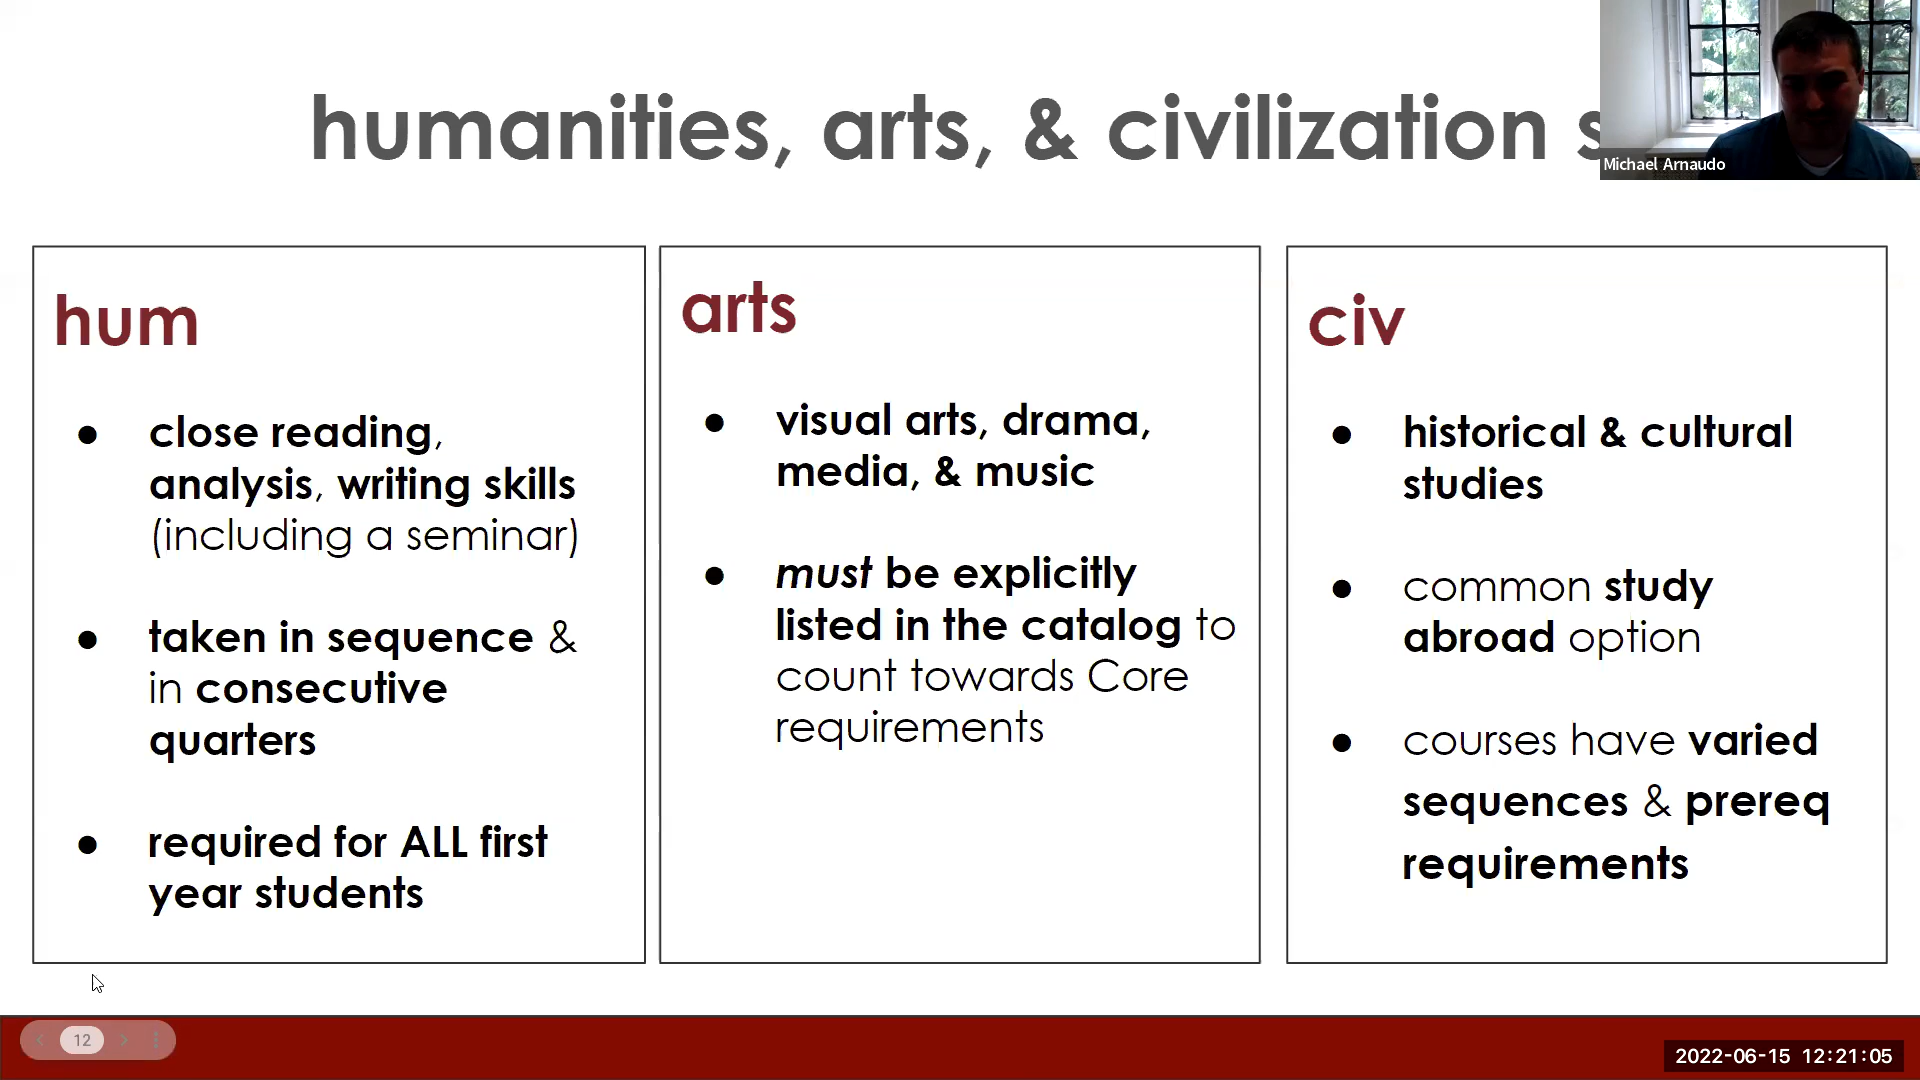 humanities, arts, & civilization
Michael Arnaudo
hum
● close reading,
analysis, writing skills
(including a seminar)
● taken in sequence &
in consecutive
quarters
● required for ALL first
year students
arts
● visual arts, drama,
media, & music
● must be explicitly
listed in the catalog to
count towards Core
requirements
civ
● historical & cultural
studies
● common study
abroad option
● courses have varied
sequences & prereq
requirements
12
2022-06-15 12:21:05